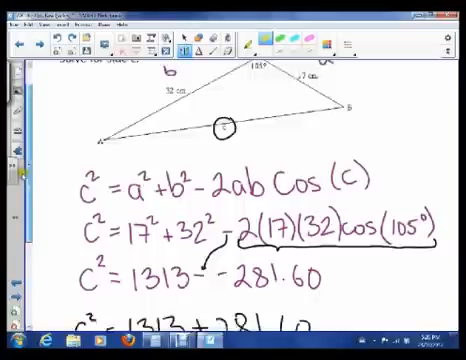 Solve for side c.
b
a
105°
32 cm
17 cm
A
c
B
c² = a² + b² - 2ab Cos (C)
c² = 17² + 32² - 2(17)(32)cos(105°)
c² = 1313 - -281.60
c² = 1313 + 281.60